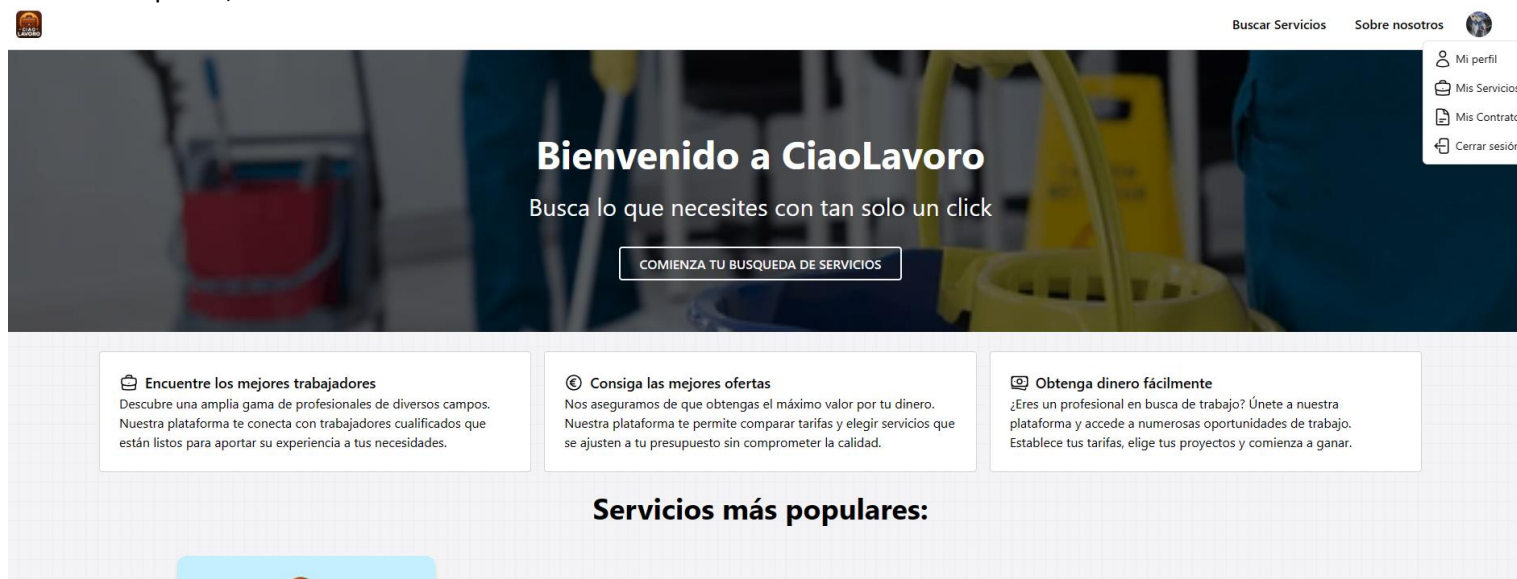 CIAO
LAVORO
Buscar Servicios
Sobre nosotros
Mi perfil
Mis Servicios
Mis Contrato
Cerrar sesión
Bienvenido a CiaoLavoro
Busca lo que necesites con tan solo un click
COMIENZA TU BUSQUEDA DE SERVICIOS
Encuentre los mejores trabajadores
Descubre una amplia gama de profesionales de diversos campos.
Nuestra plataforma te conecta con trabajadores cualificados que
están listos para aportar su experiencia a tus necesidades.
Consiga las mejores ofertas
Nos aseguramos de que obtengas el máximo valor por tu dinero.
Nuestra plataforma te permite comparar tarifas y elegir servicios que
se ajusten a tu presupuesto sin comprometer la calidad.
Obtenga dinero fácilmente
¿Eres un profesional en busca de trabajo? Únete a nuestra
plataforma y accede a numerosas oportunidades de trabajo.
Establece tus tarifas, elige tus proyectos y comienza a ganar.
Servicios más populares: